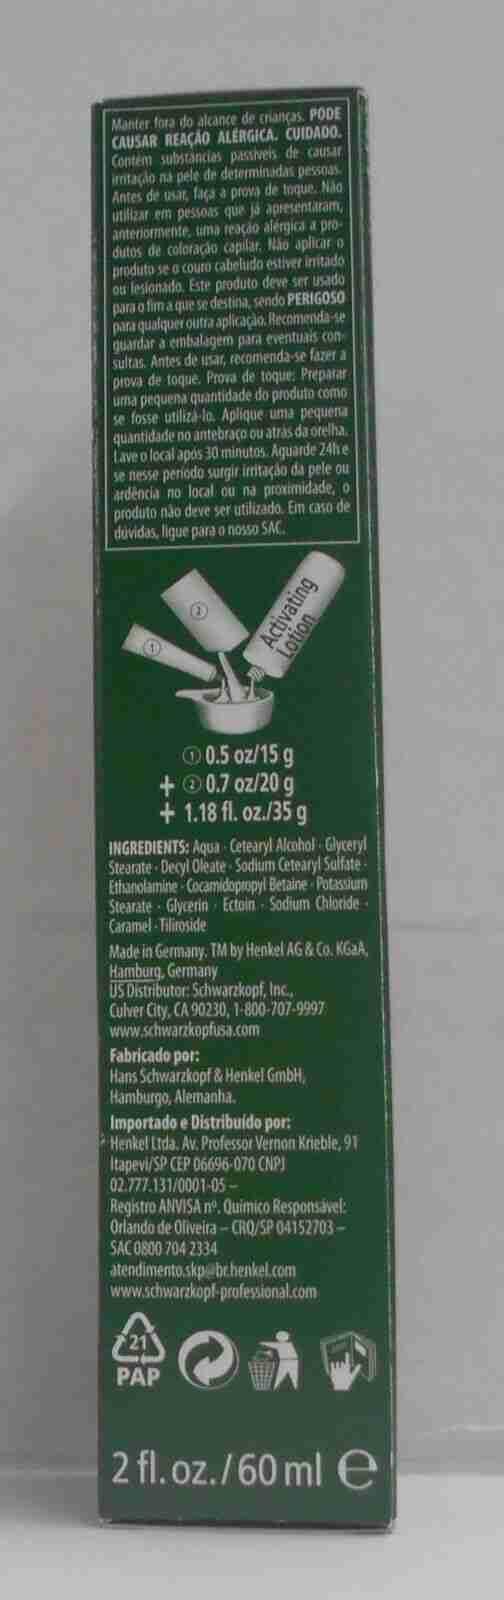 Manter fora do alcance de crianças. PODE
CAUSAR REAÇÃO ALÉRGICA. CUIDADO.
Contém substâncias passíveis de causar
irritação na pele de determinadas pessoas.
Antes de usar, faça a prova de toque. Não
utilizar em pessoas que já apresentaram,
anteriormente, uma reação alérgica a pro-
dutos de coloração capilar. Não aplicar o
produto se o couro cabeludo estiver irritado
ou lesionado. Este produto deve ser usado
para o fim a que se destina, sendo PERIGOSO
para qualquer outra aplicação. Recomenda-se
guardar a embalagem para eventuais con-
sultas. Antes de usar, recomenda-se fazer a
prova de toque. Prova de toque: Preparar
uma pequena quantidade do produto como
se fosse utilizá-lo. Aplique uma pequena
quantidade no antebraço ou atrás da orelha.
Lave o local após 30 minutos. Aguarde 24h e
se nesse período surgir irritação da pele ou
ardência no local ou na proximidade, o
produto não deve ser utilizado. Em caso de
dúvidas, ligue para o nosso SAC.
①
②
Activating
Lotion
① 0.5 oz/15 g
+ ② 0.7 oz/20 g
+ 1.18 fl. oz./35 g
INGREDIENTS: Aqua · Cetearyl Alcohol · Glyceryl
Stearate · Decyl Oleate · Sodium Cetearyl Sulfate ·
Ethanolamine · Cocamidopropyl Betaine · Potassium
Stearate · Glycerin · Ectoin · Sodium Chloride ·
Caramel · Tiliroside
Made in Germany. TM by Henkel AG & Co. KGaA,
Hamburg, Germany
US Distributor: Schwarzkopf, Inc.,
Culver City, CA 90230, 1-800-707-9997
www.schwarzkopfusa.com
Fabricado por:
Hans Schwarzkopf & Henkel GmbH,
Hamburgo, Alemanha.
Importado e Distribuído por:
Henkel Ltda. Av. Professor Vernon Krieble, 91
Itapevi/SP CEP 06696-070 CNPJ
02.777.131/0001-05 –
Registro ANVISA nº. Químico Responsável:
Orlando de Oliveira – CRQ/SP 04152703 –
SAC 0800 704 2334
atendimento.skp@br.henkel.com
www.schwarzkopf-professional.com
21
PAP
2 fl. oz./60 ml ℮